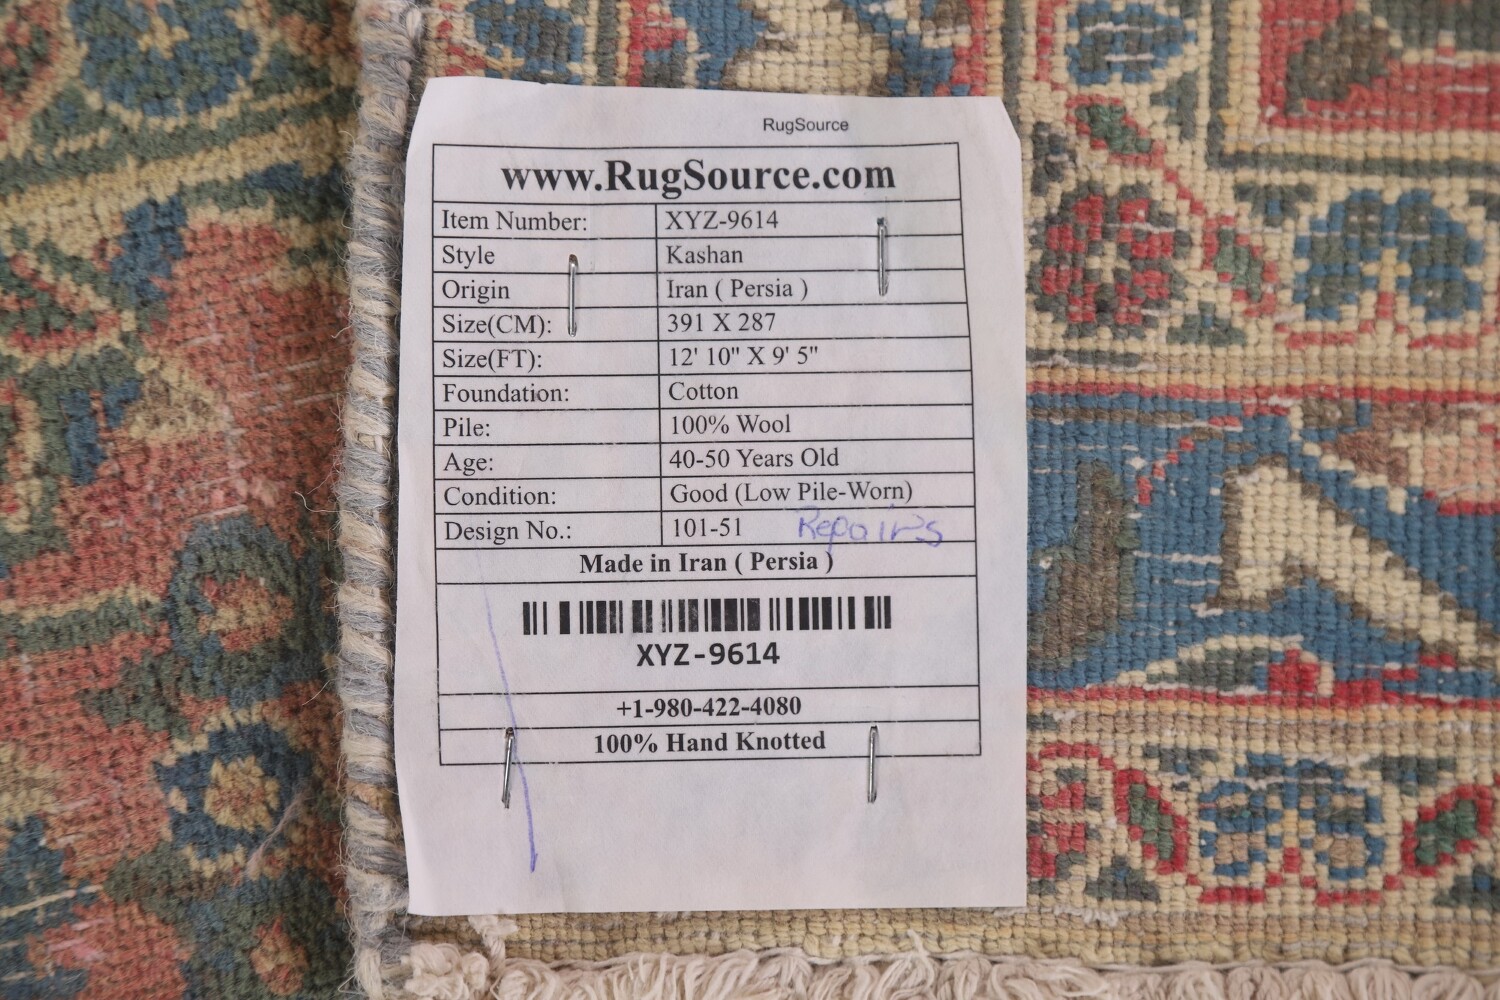 RugSource
www.RugSource.com
Item Number: XYZ-9614
Style Kashan
Origin Iran ( Persia )
Size(CM): 391 X 287
Size(FT): 12' 10" X 9' 5"
Foundation: Cotton
Pile: 100% Wool
Age: 40-50 Years Old
Condition: Good (Low Pile-Worn)
Design No.: 101-51 Repairs
Made in Iran ( Persia )
XYZ-9614
+1-980-422-4080
100% Hand Knotted